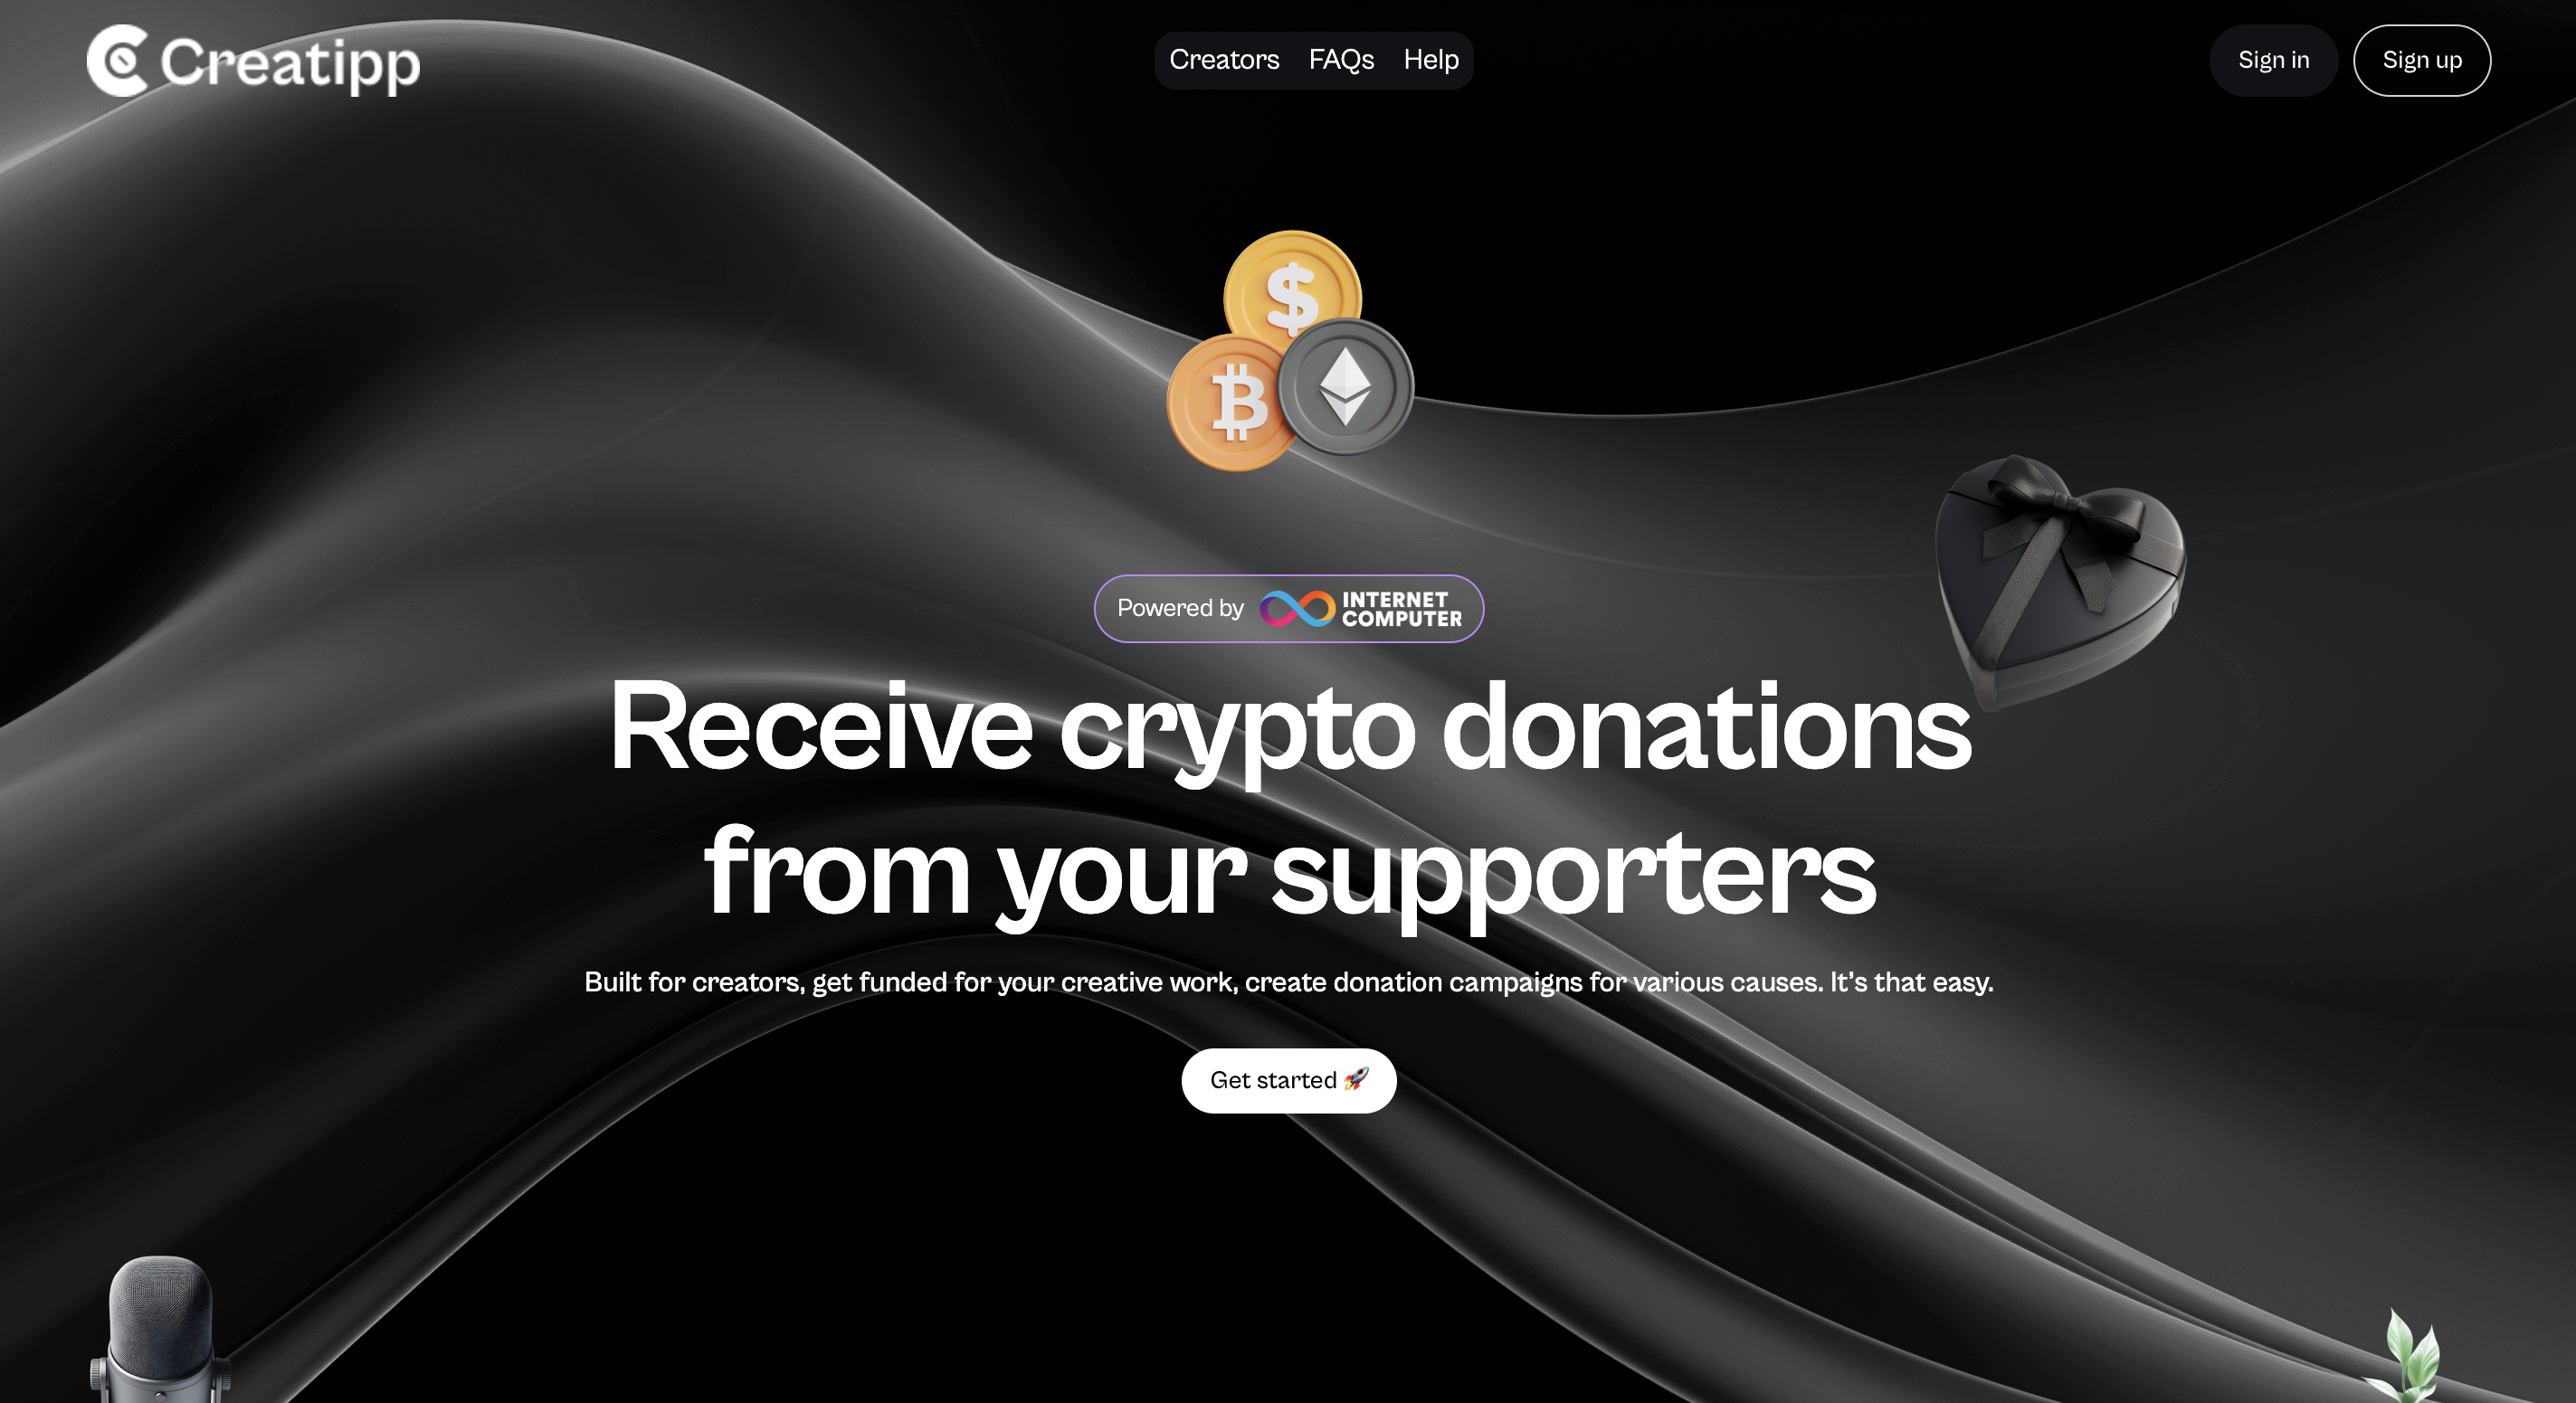 Creatipp
Creators FAQs Help
Sign in
Sign up
Powered by INTERNET COMPUTER
Receive crypto donations
from your supporters
Built for creators, get funded for your creative work, create donation campaigns for various causes. It's that easy.
Get started 🚀